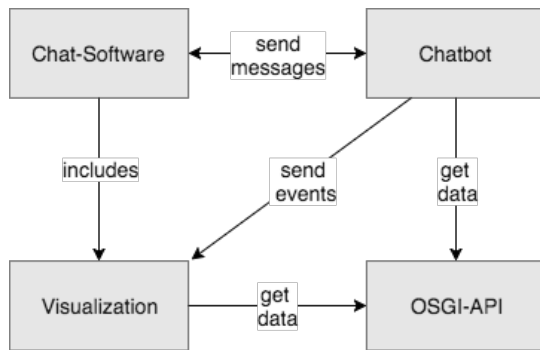 Chat-Software
send
messages
Chatbot
includes
send
events
get
data
Visualization
get
data
OSGI-API